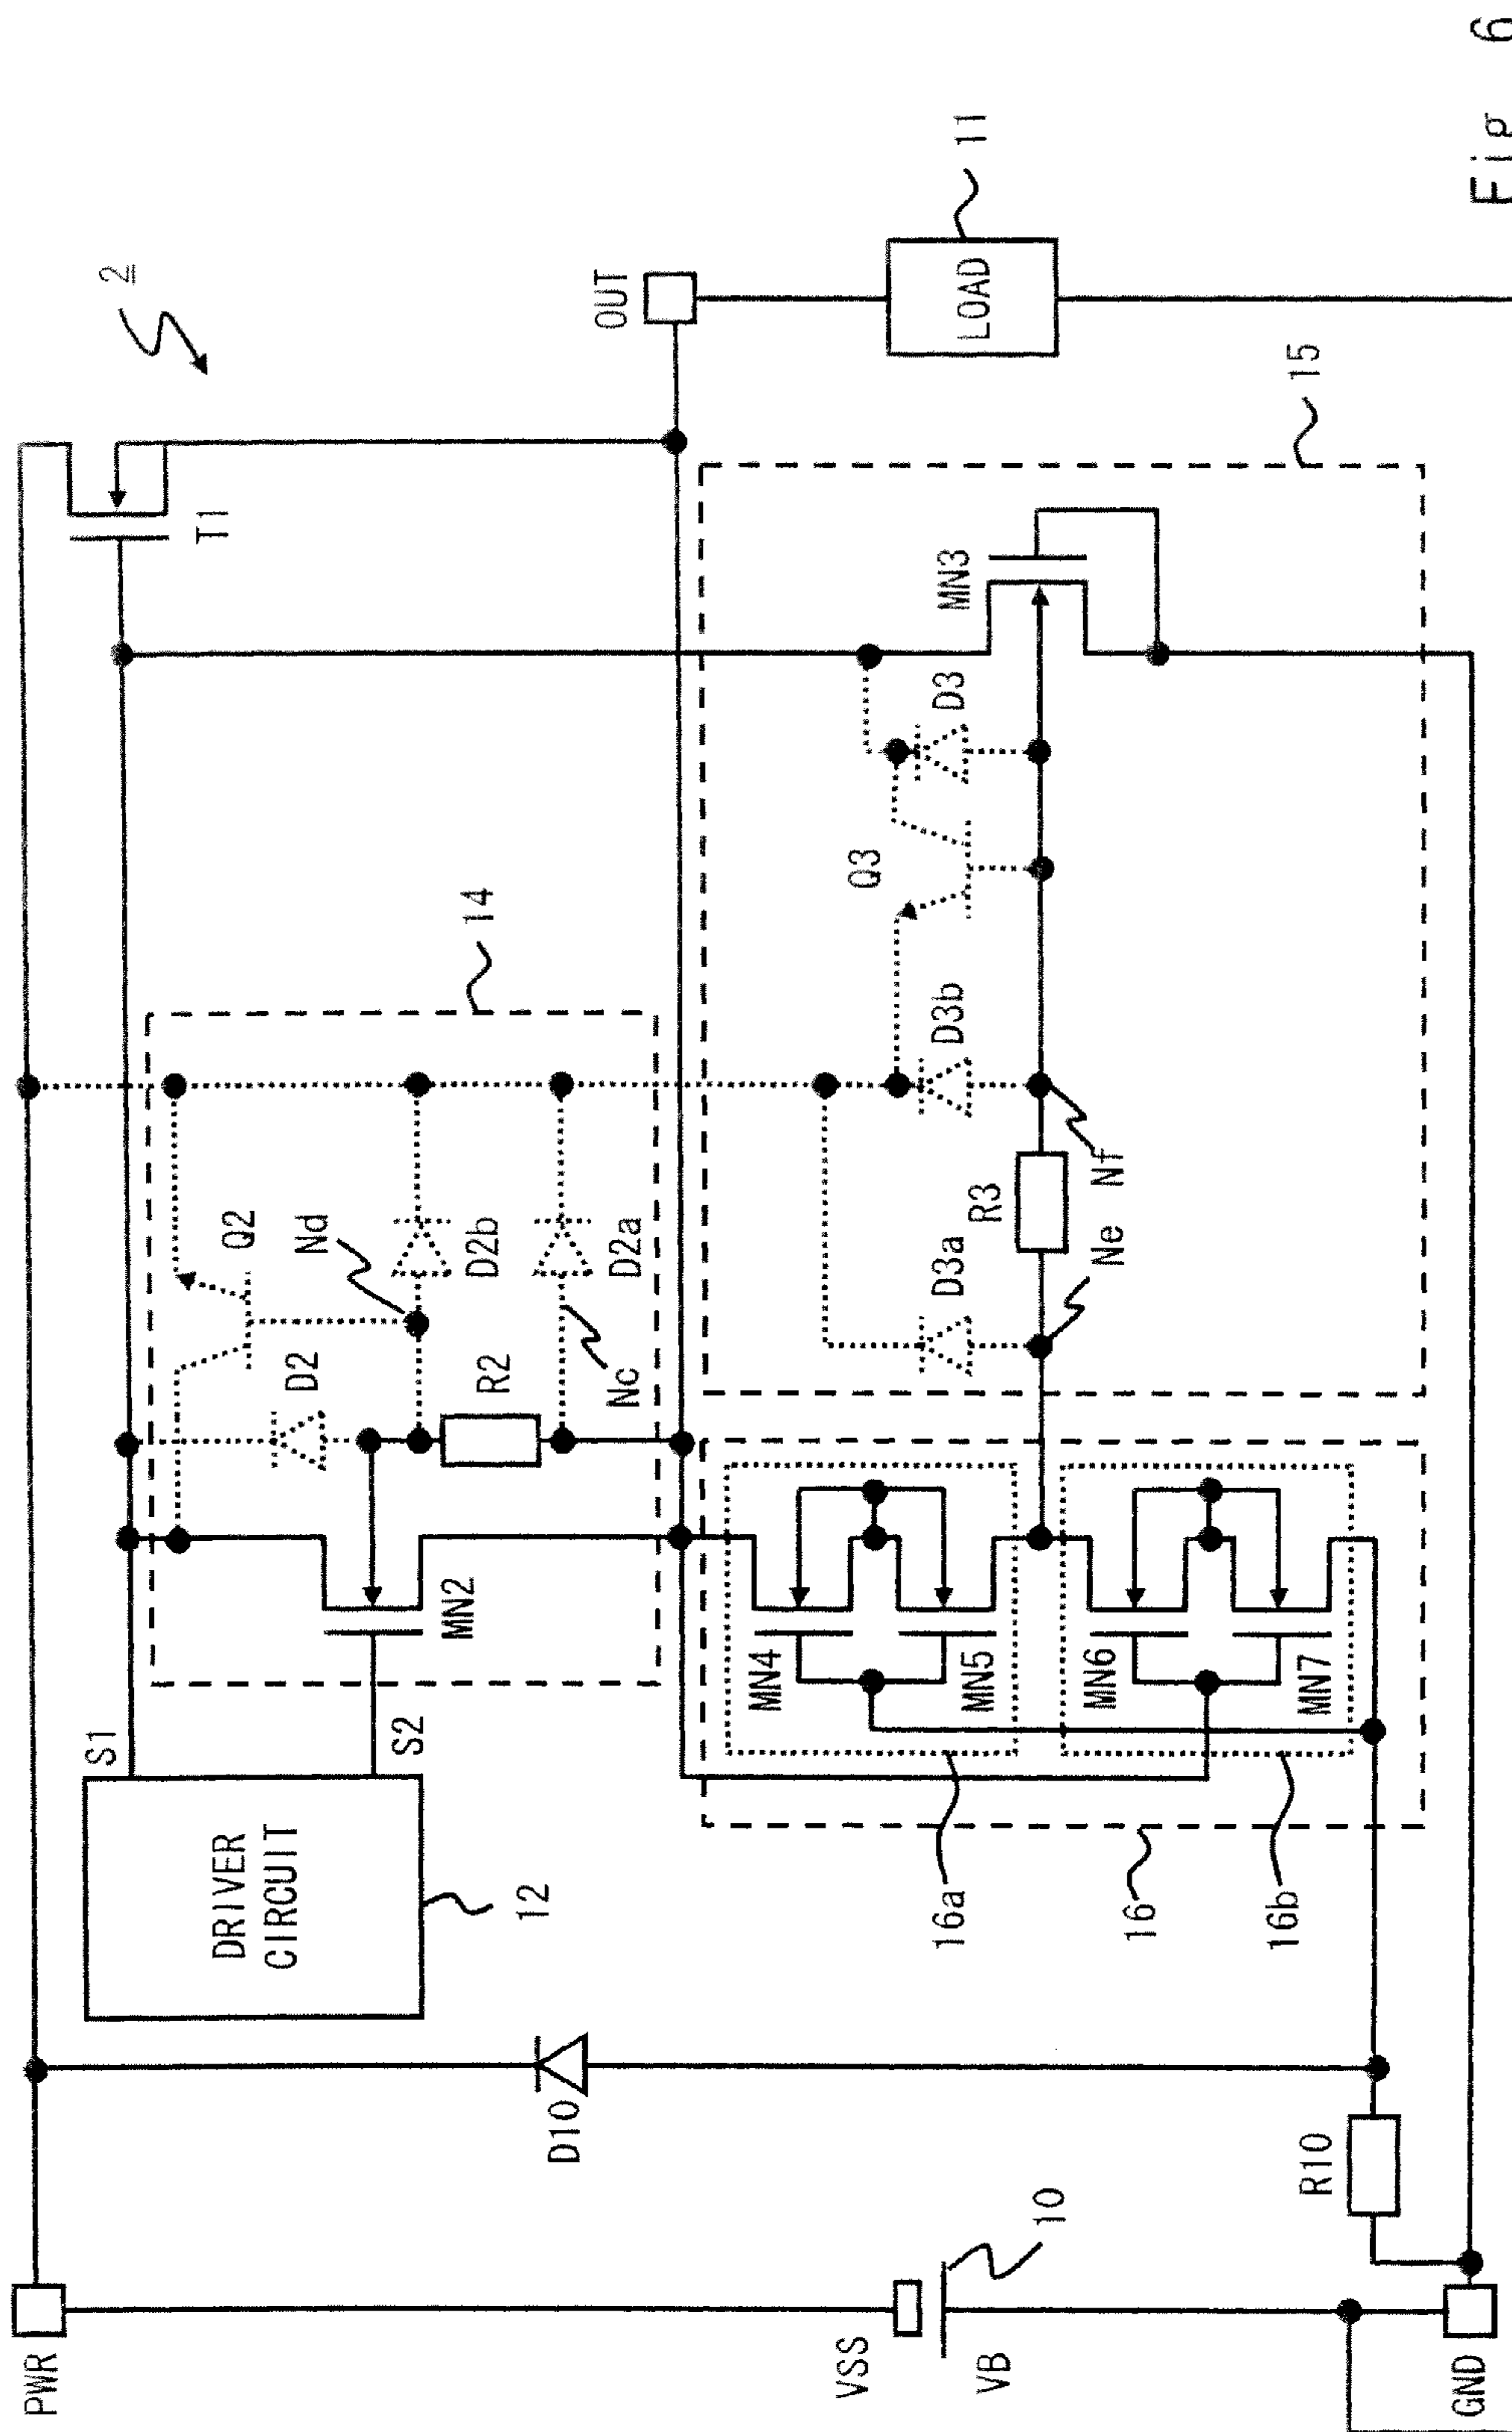 Fig. 6
2
PWR
S1
T1
DRIVER
CIRCUIT
12
S2
MN2
D2
Q2
Nd
14
R2
D2b
Nc
D2a
OUT
D10
MN4
16a
MN5
16
MN6
16b
MN7
D3a
Ne
R3
Nf
D3b
Q3
D3
MN3
15
LOAD
11
VSS
VB
10
R10
GND